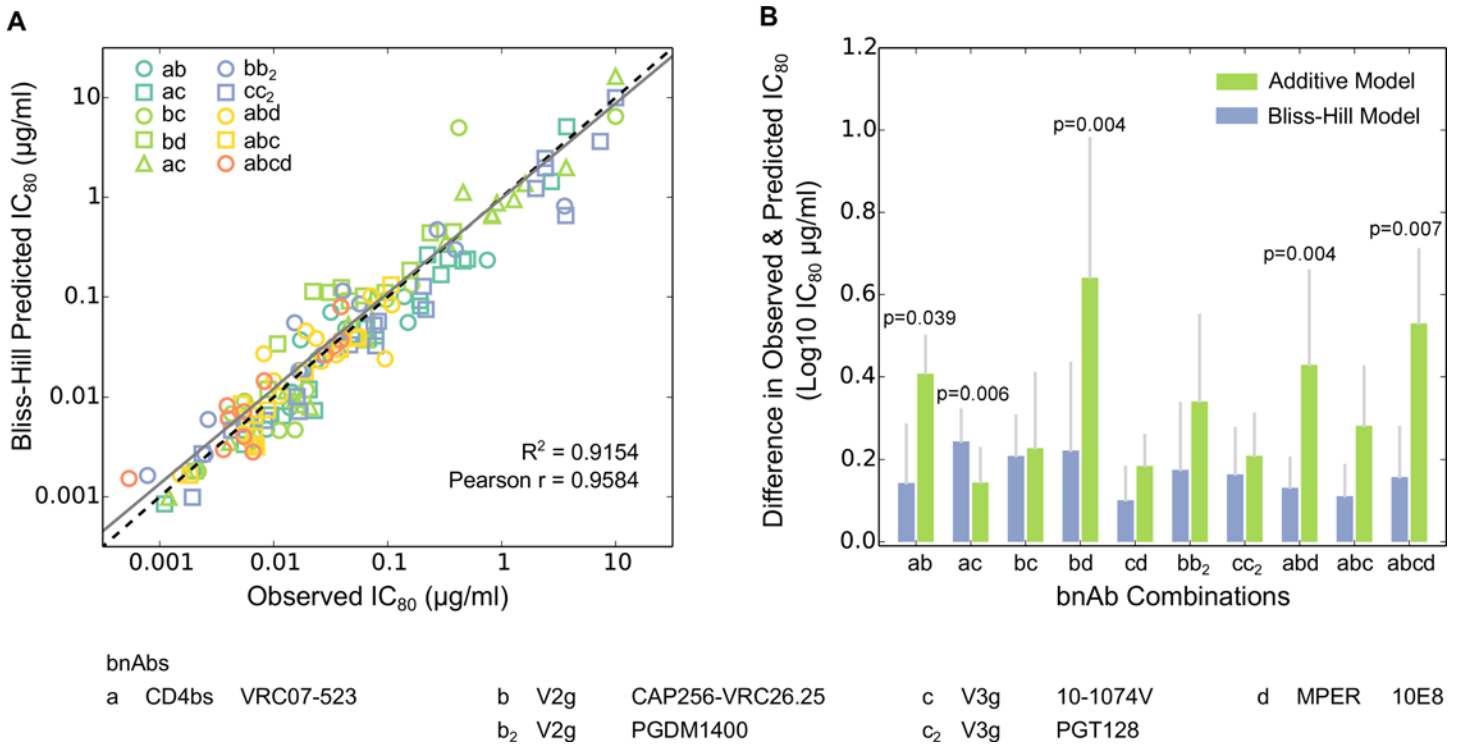 A
Bliss-Hill Predicted IC80 (µg/ml)
10
1
0.1
0.01
0.001
ab
ac
bc
bd
ac
bb2
cc2
abd
abc
abcd
R2 = 0.9154
Pearson r = 0.9584
0.001 0.01 0.1 1 10
Observed IC80 (µg/ml)
B
Difference in Observed & Predicted IC80
(Log10 IC80 µg/ml)
1.2
1.0
0.8
0.6
0.4
0.2
0.0
Additive Model
Bliss-Hill Model
p=0.039
p=0.006
p=0.004
p=0.004
p=0.007
ab ac bc bd cd bb2 cc2 abd abc abcd
bnAb Combinations
bnAbs
a CD4bs VRC07-523 b V2g CAP256-VRC26.25 c V3g 10-1074V d MPER 10E8
b2 V2g PGDM1400 c2 V3g PGT128